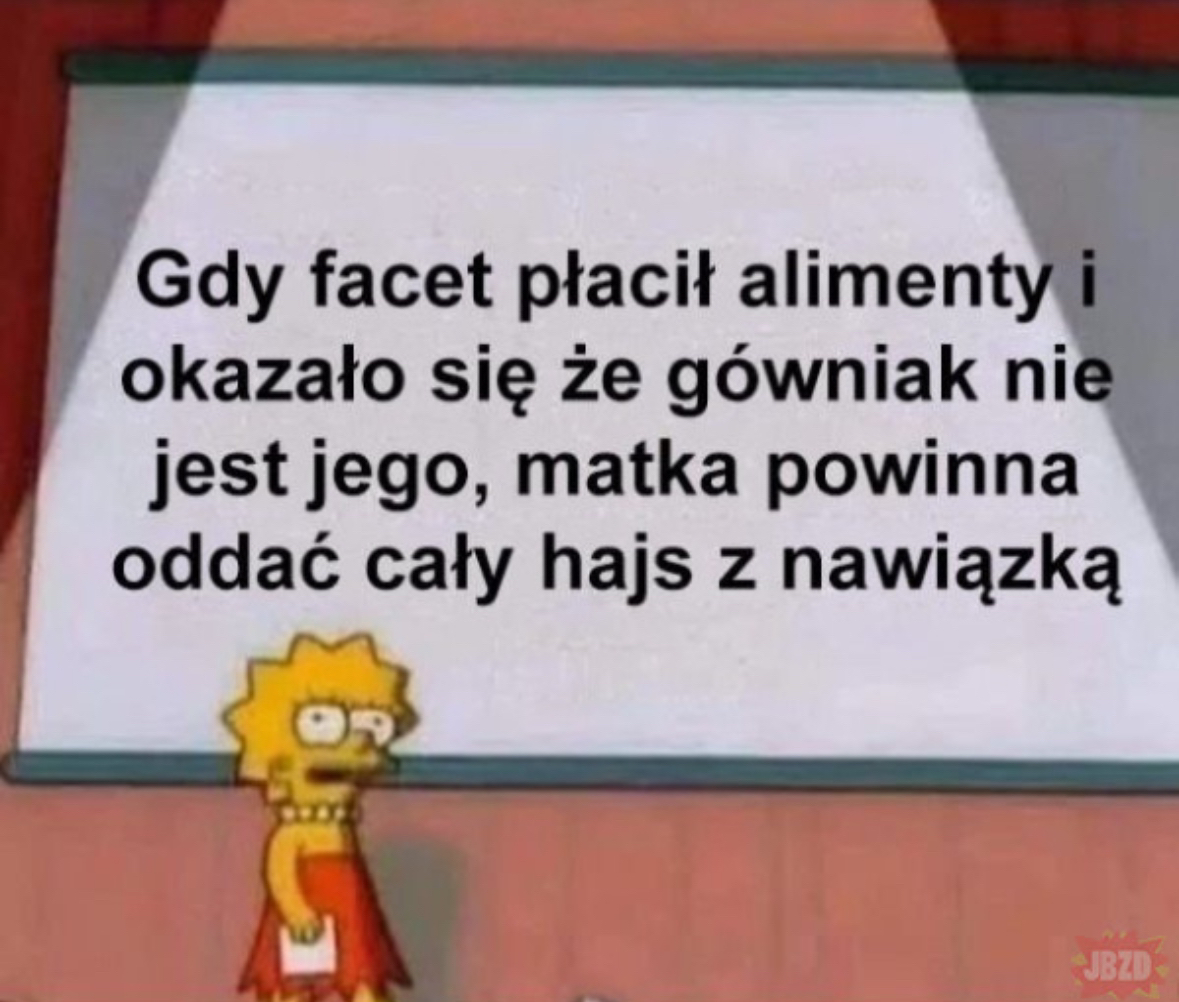 Gdy facet płacił alimenty i
okazało się że gówniak nie
jest jego, matka powinna
oddać cały hajs z nawiązką
JBZD